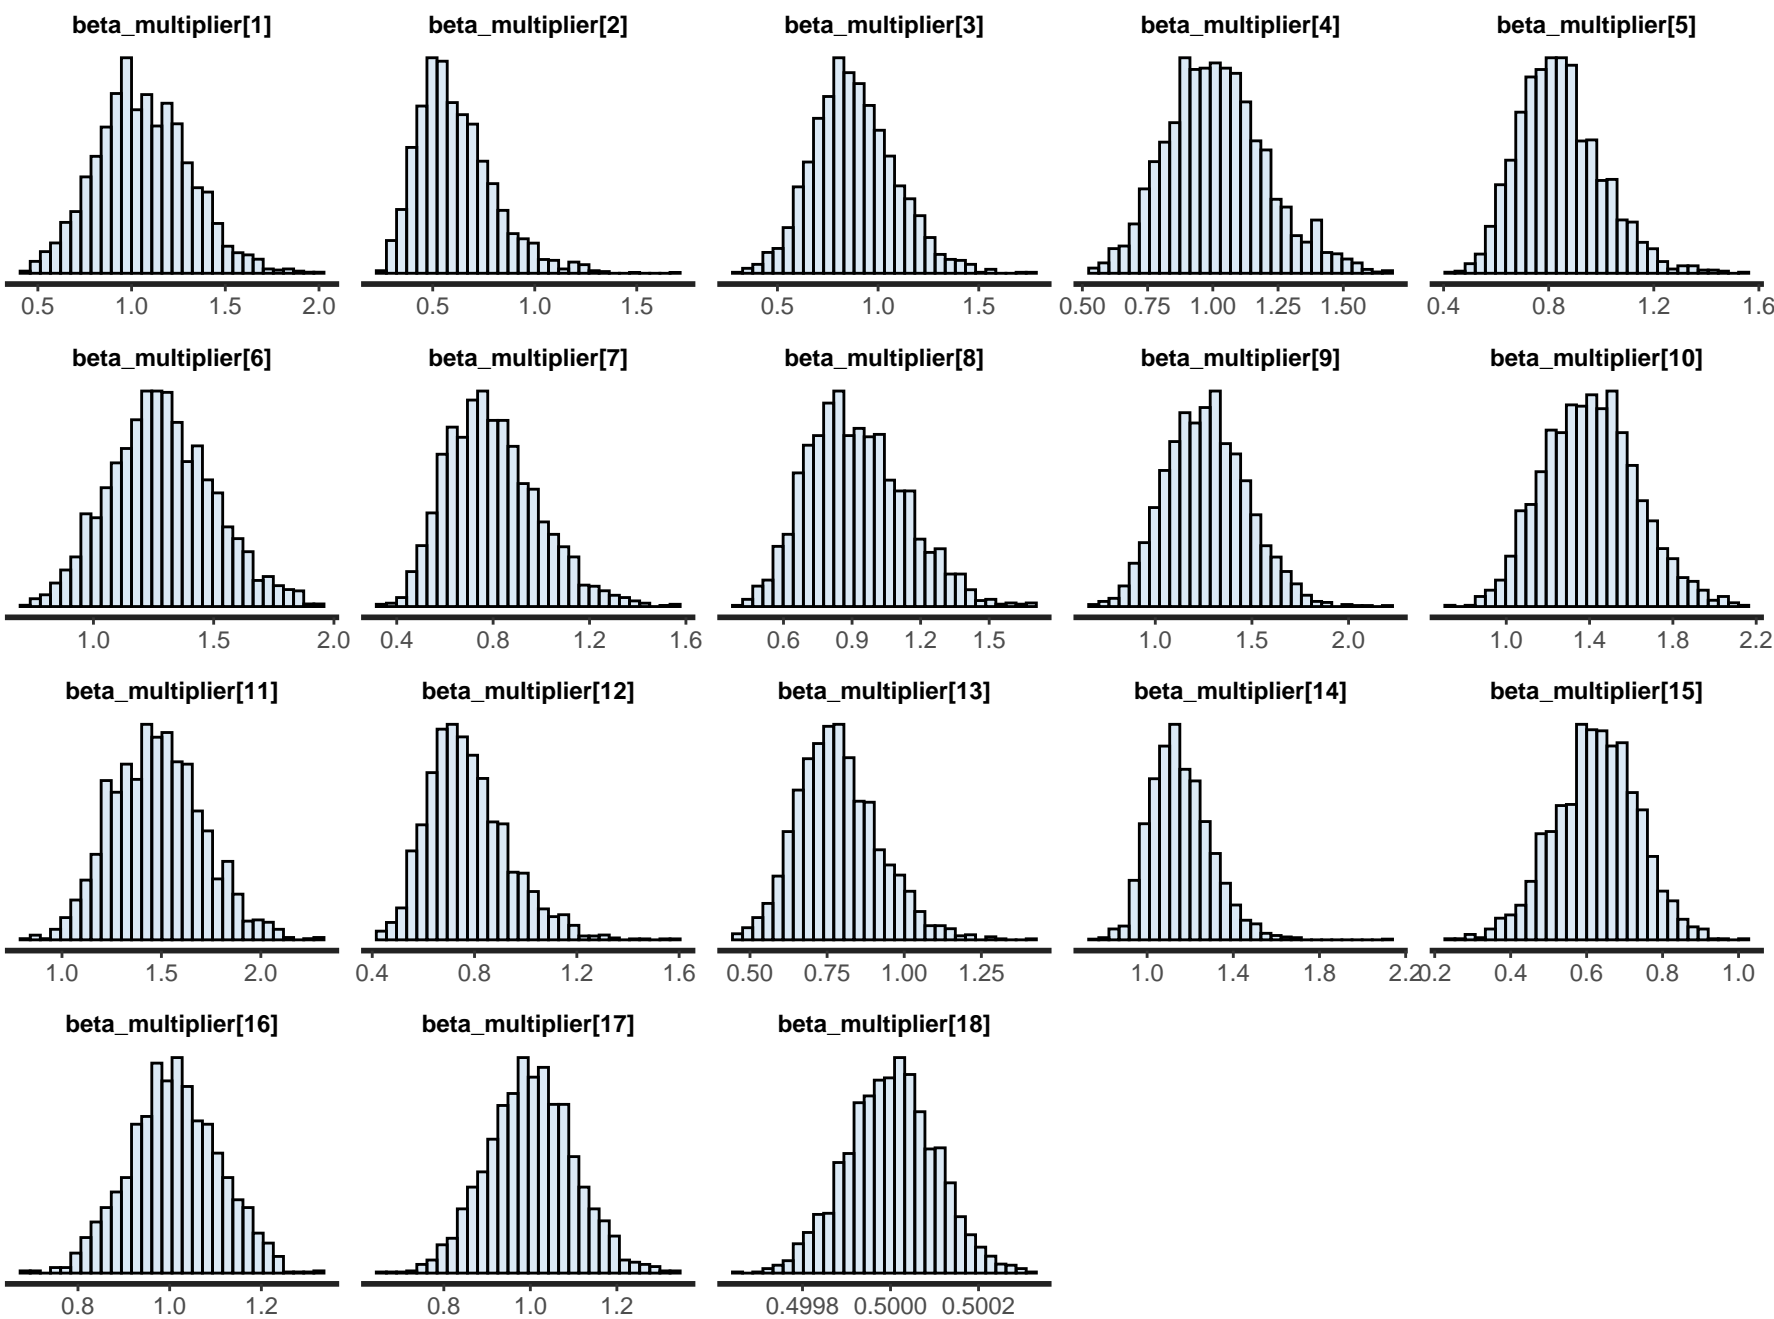 beta_multiplier[1] beta_multiplier[2] beta_multiplier[3] beta_multiplier[4] beta_multiplier[5]
0.5 1.0 1.5 2.0 0.5 1.0 1.5 0.5 1.0 1.5 0.50 0.75 1.00 1.25 1.50 0.4 0.8 1.2 1.6
beta_multiplier[6] beta_multiplier[7] beta_multiplier[8] beta_multiplier[9] beta_multiplier[10]
1.0 1.5 2.0 0.4 0.8 1.2 1.6 0.6 0.9 1.2 1.5 1.0 1.5 2.0 1.0 1.4 1.8 2.2
beta_multiplier[11] beta_multiplier[12] beta_multiplier[13] beta_multiplier[14] beta_multiplier[15]
1.0 1.5 2.0 0.4 0.8 1.2 1.6 0.50 0.75 1.00 1.25 1.0 1.4 1.8 2.2 0.2 0.4 0.6 0.8 1.0
beta_multiplier[16] beta_multiplier[17] beta_multiplier[18]
0.8 1.0 1.2 0.8 1.0 1.2 0.4998 0.5000 0.5002